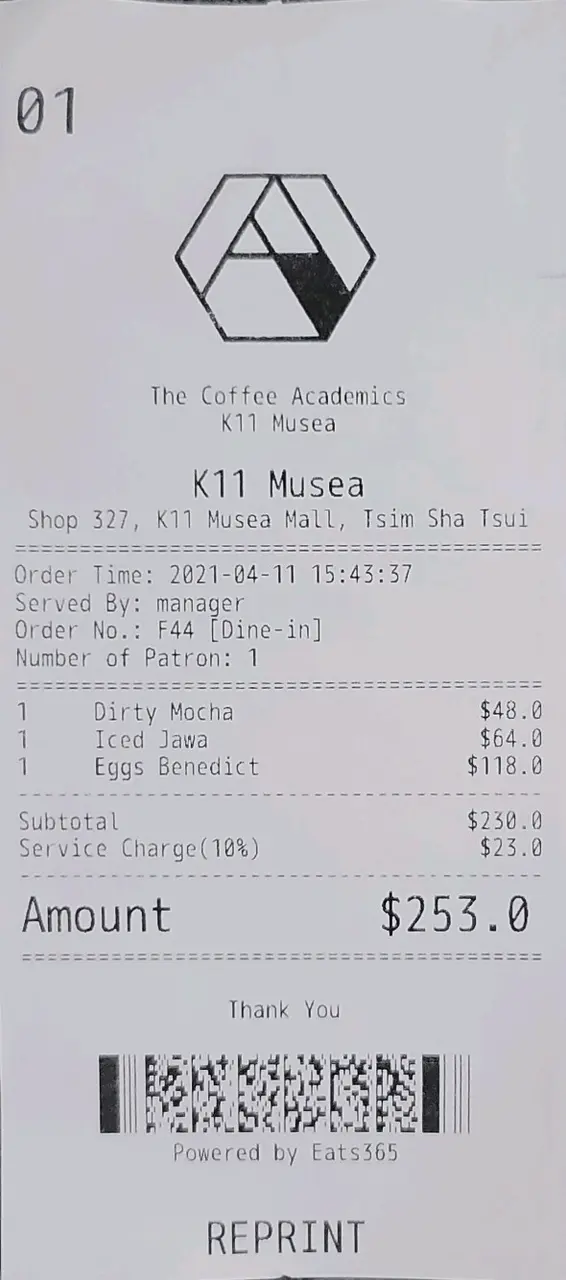 01
The Coffee Academics
K11 Musea
K11 Musea
Shop 327, K11 Musea Mall, Tsim Sha Tsui
Order Time: 2021-04-11 15:43:37
Served By: manager
Order No.: F44 [Dine-in]
Number of Patron: 1
1 Dirty Mocha $48.0
1 Iced Jawa $64.0
1 Eggs Benedict $118.0
Subtotal $230.0
Service Charge(10%) $23.0
Amount $253.0
Thank You
Powered by Eats365
REPRINT